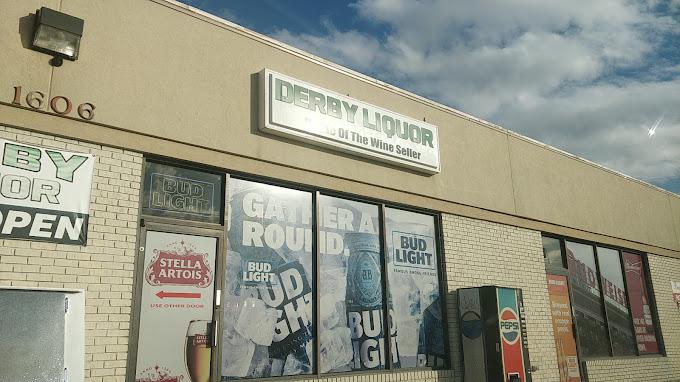 1606
DERBY LIQUOR
Of The Wine Seller
BY
OR
OPEN
BUD
LIGHT
STELLA
ARTOIS
USE OTHER DOOR
GATHER A
ROUND.
BUD
LIGHT
BUD
LIGHT
BUD
LIGHT
BUD
LIGHT
PEPSI